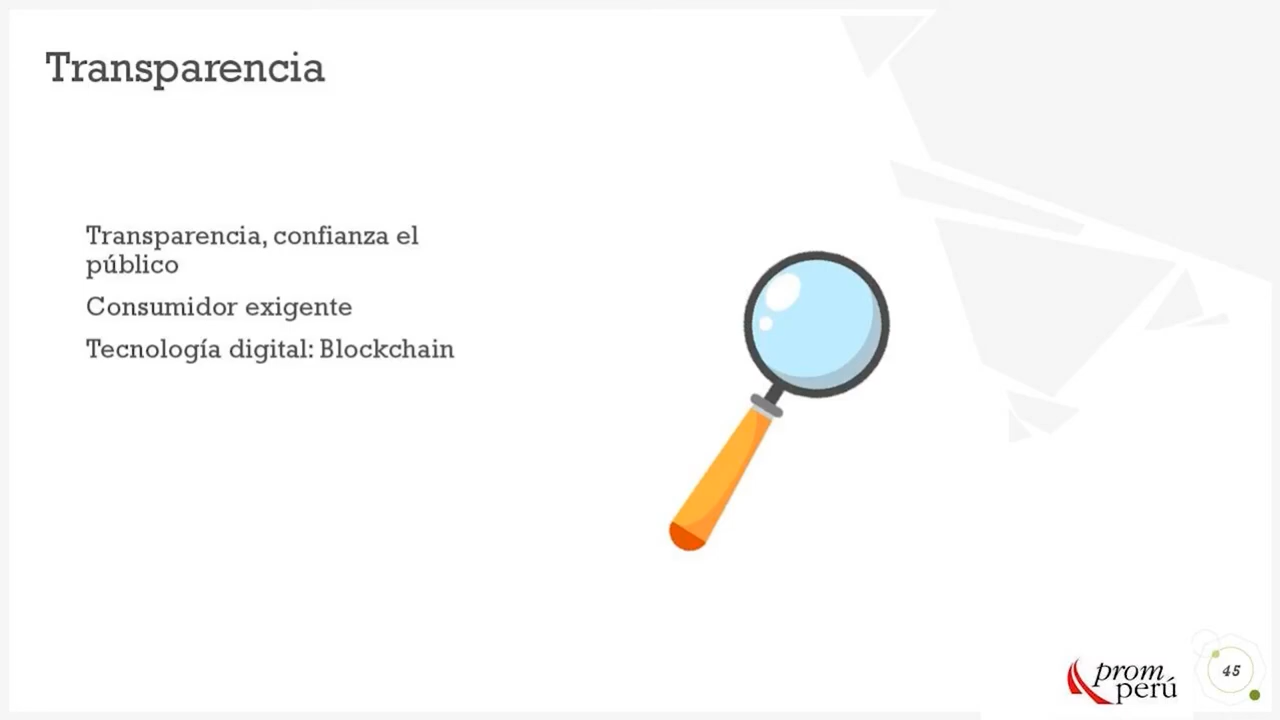 Transparencia
Transparencia, confianza el
público
Consumidor exigente
Tecnología digital: Blockchain
prom
perú
45